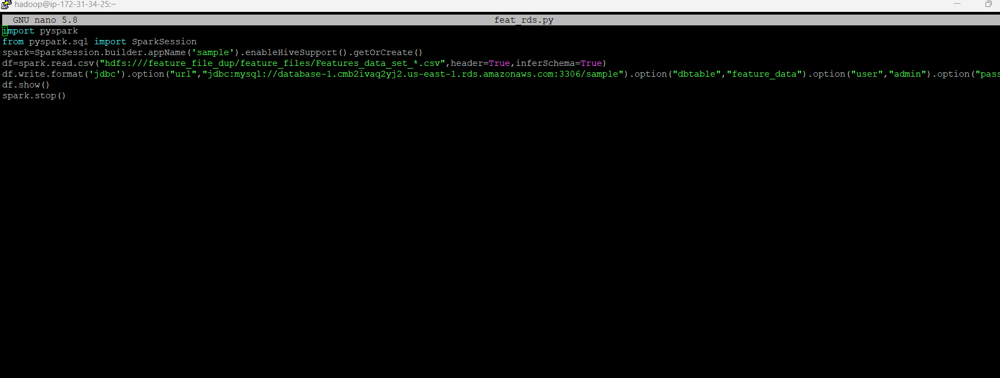 hadoop@ip-172-31-34-25:~
GNU nano 5.8 feat_rds.py
import pyspark
from pyspark.sql import SparkSession
spark=SparkSession.builder.appName('sample').enableHiveSupport().getOrCreate()
df=spark.read.csv("hdfs:///feature_file_dup/feature_files/Features_data_set_*.csv",header=True,inferSchema=True)
df.write.format('jdbc').option("url","jdbc:mysql://database-1.cmb2ivaq2yj2.us-east-1.rds.amazonaws.com:3306/sample").option("dbtable","feature_data").option("user","admin").option("pass
df.show()
spark.stop()